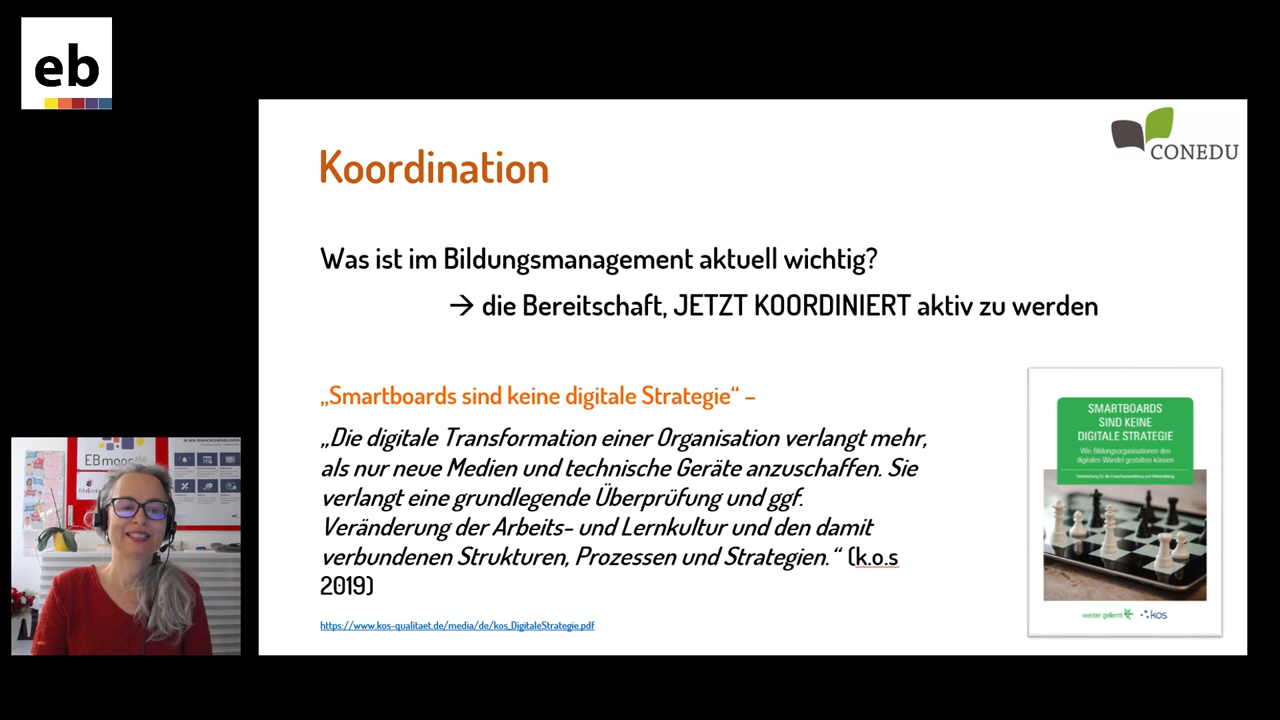 eb
CONEDU
Koordination
Was ist im Bildungsmanagement aktuell wichtig?
→ die Bereitschaft, JETZT KOORDINIERT aktiv zu werden
„Smartboards sind keine digitale Strategie“ –
„Die digitale Transformation einer Organisation verlangt mehr,
als nur neue Medien und technische Geräte anzuschaffen. Sie
verlangt eine grundlegende Überprüfung und ggf.
Veränderung der Arbeits- und Lernkultur und den damit
verbundenen Strukturen, Prozessen und Strategien.“ (k.o.s
2019)
https://www.kos-qualitaet.de/media/de/kos_DigitaleStrategie.pdf
SMARTBOARDS
SIND KEINE
DIGITALE STRATEGIE
Wie Bildungsorganisationen den
digitalen Wandel gestalten können
weiter gelernt
kos
EBmooc